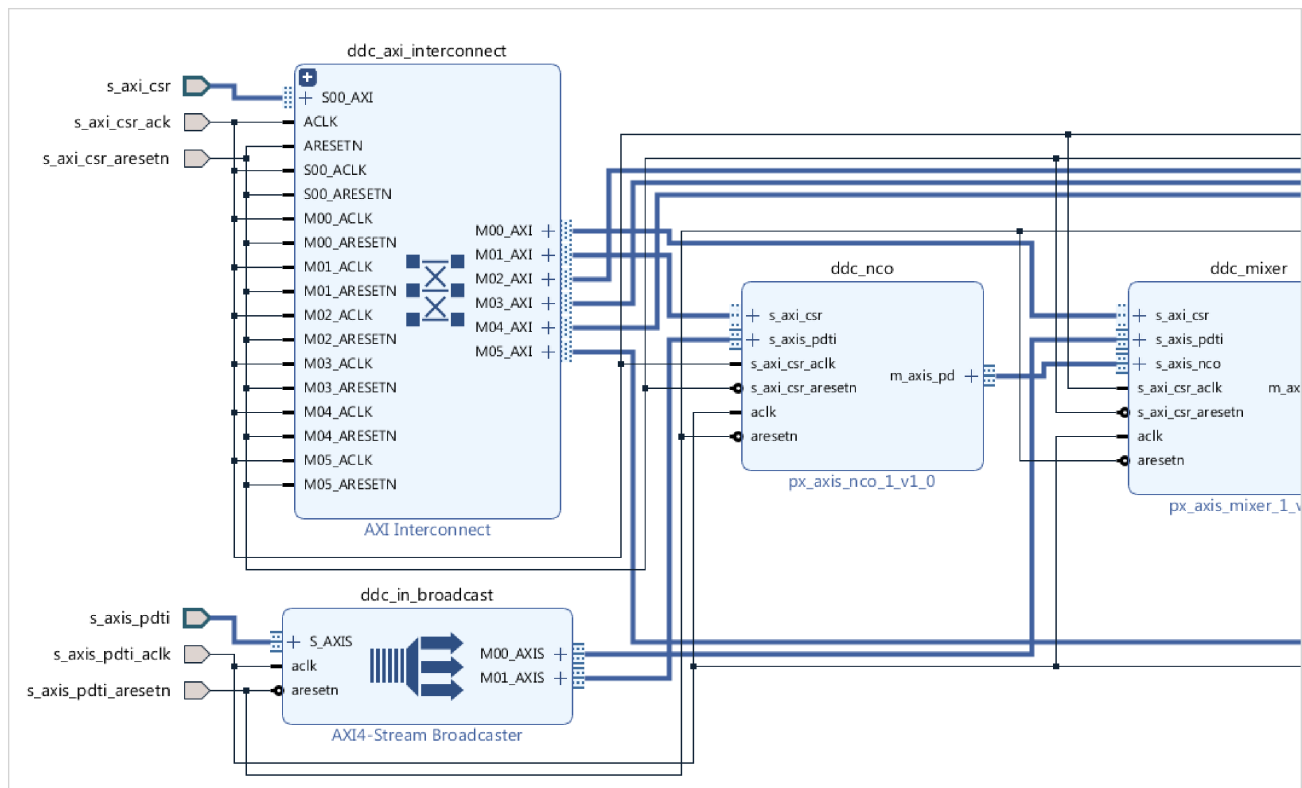 ddc_axi_interconnect
s_axi_csr
s_axi_csr_ack
s_axi_csr_aresetn
S00_AXI
ACLK
ARESETN
S00_ACLK
S00_ARESETN
M00_ACLK
M00_ARESETN
M01_ACLK
M01_ARESETN
M02_ACLK
M02_ARESETN
M03_ACLK
M03_ARESETN
M04_ACLK
M04_ARESETN
M05_ACLK
M05_ARESETN
M00_AXI
M01_AXI
M02_AXI
M03_AXI
M04_AXI
M05_AXI
AXI Interconnect
ddc_nco
s_axi_csr
s_axis_pdti
s_axi_csr_aclk
s_axi_csr_aresetn
aclk
aresetn
m_axis_pd
px_axis_nco_1_v1_0
ddc_mixer
s_axi_csr
s_axis_pdti
s_axis_nco
s_axi_csr_aclk
s_axi_csr_aresetn
aclk
aresetn
m_ax
px_axis_mixer_1_v
ddc_in_broadcast
s_axis_pdti
s_axis_pdti_aclk
s_axis_pdti_aresetn
S_AXIS
aclk
aresetn
M00_AXIS
M01_AXIS
AXI4-Stream Broadcaster